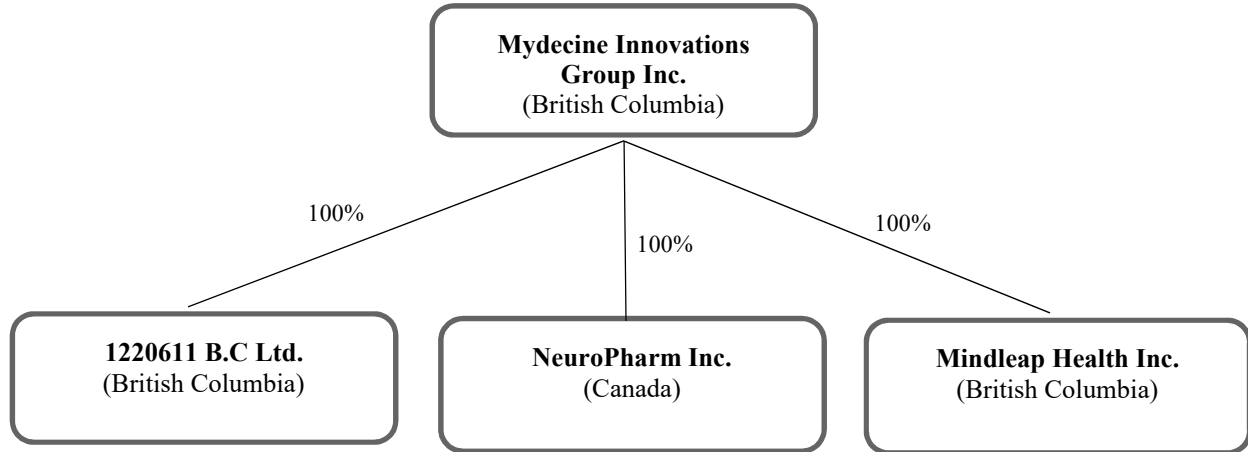 Mydecine Innovations
Group Inc.
(British Columbia)
100%
100%
100%
1220611 B.C Ltd.
(British Columbia)
NeuroPharm Inc.
(Canada)
Mindleap Health Inc.
(British Columbia)